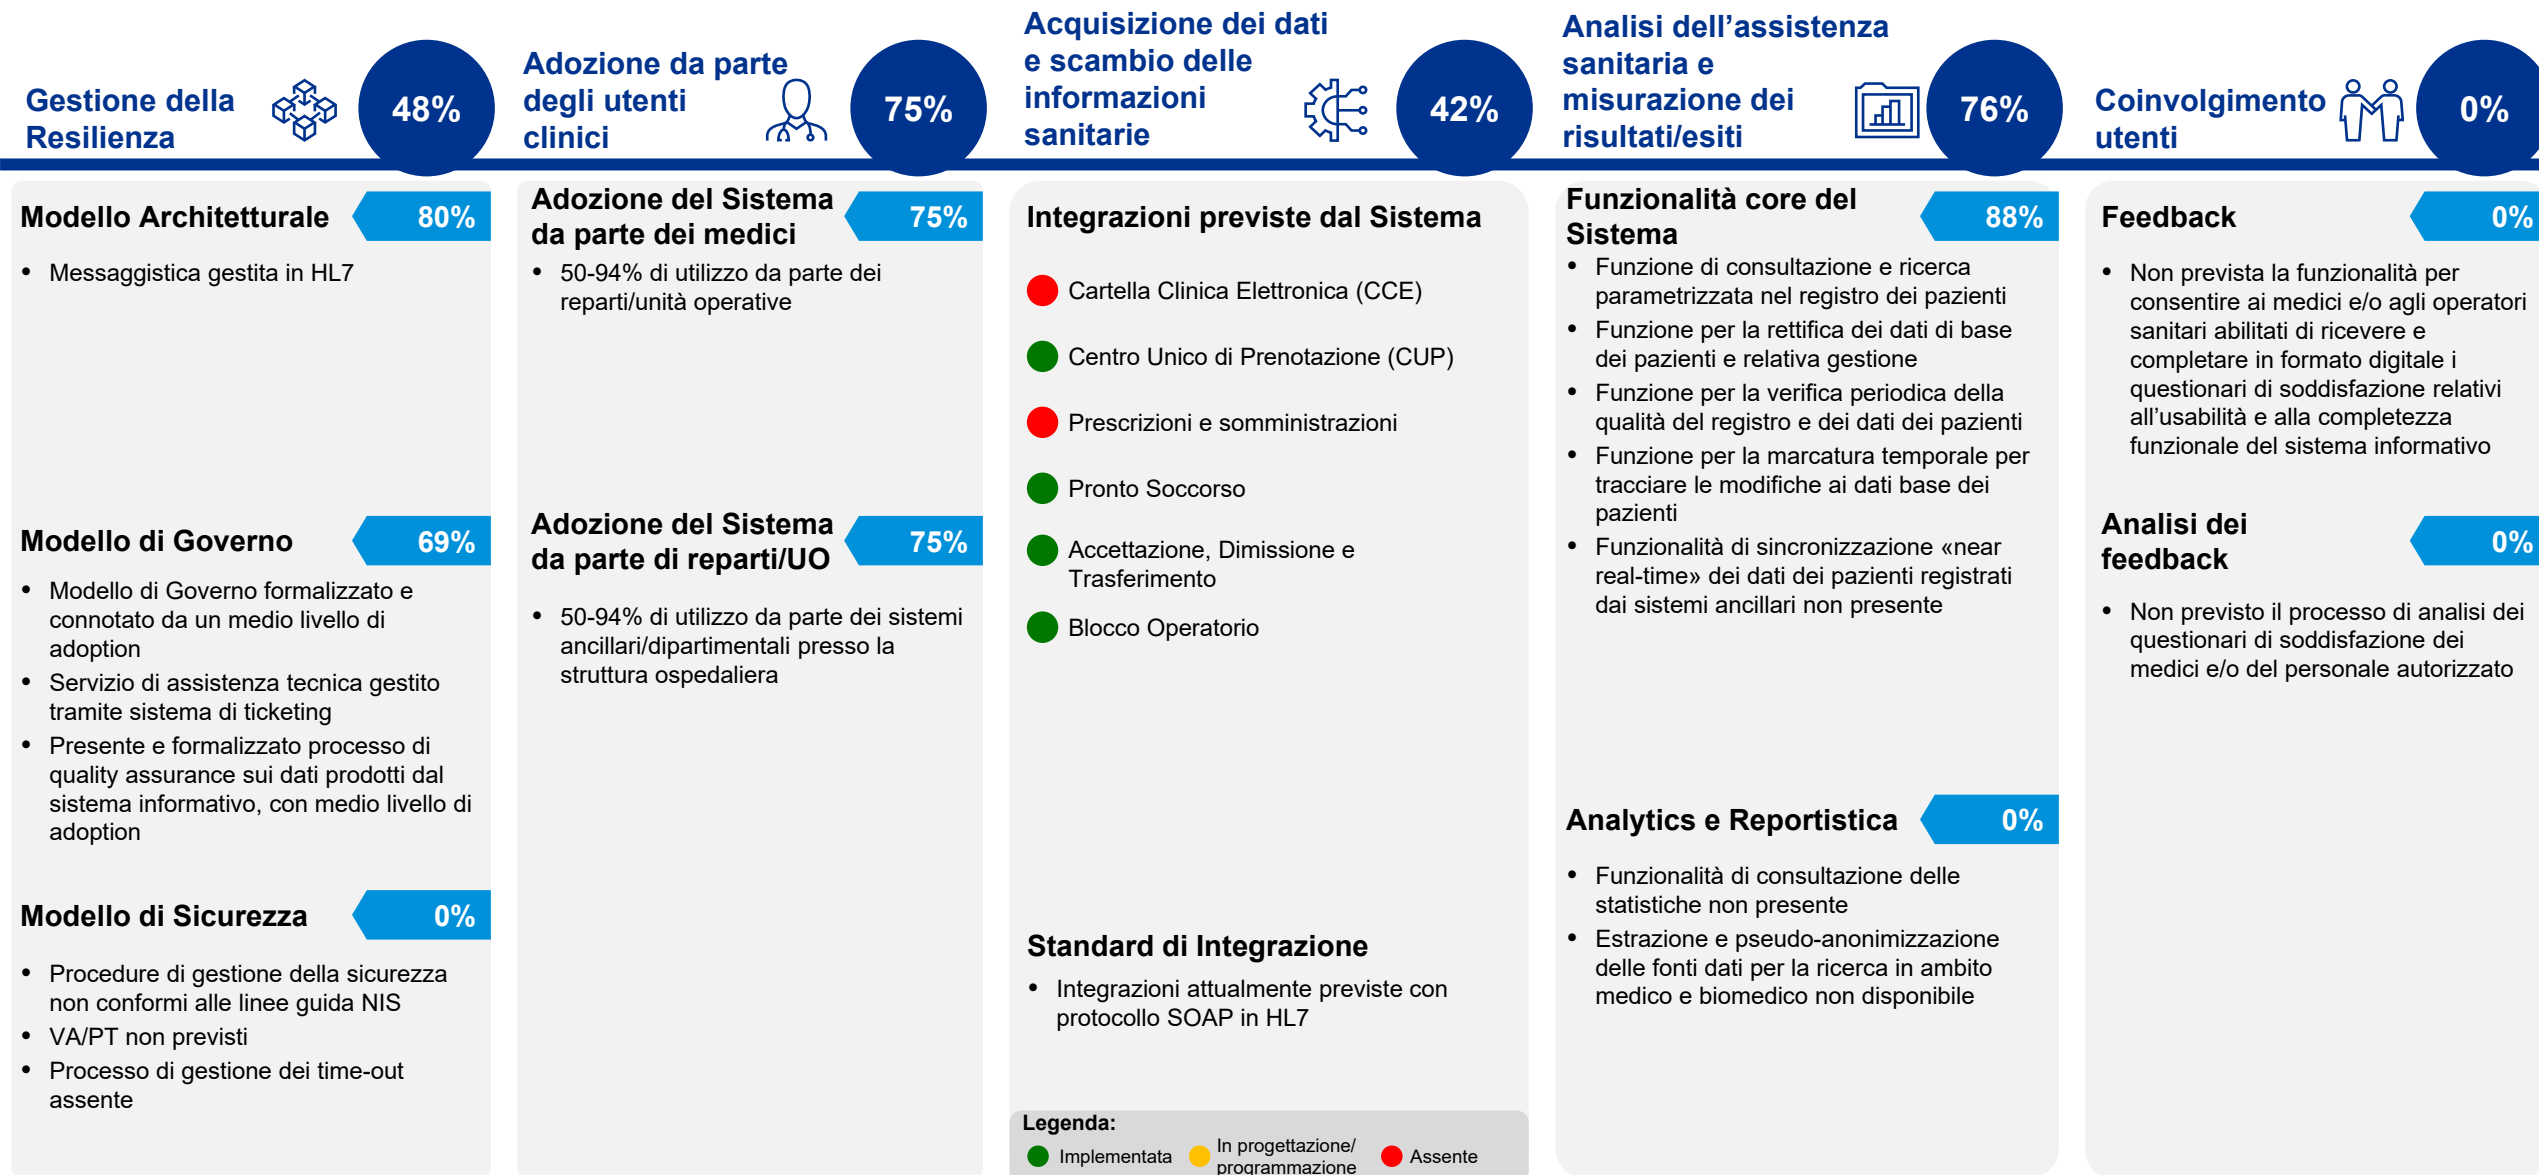 Gestione della
Resilienza
48%
Adozione da parte
degli utenti
clinici
75%
Acquisizione dei dati
e scambio delle
informazioni
sanitarie
42%
Analisi dell’assistenza
sanitaria e
misurazione dei
risultati/esiti
76%
Coinvolgimento
utenti
0%
Modello Architetturale
80%
• Messaggistica gestita in HL7
Modello di Governo
69%
• Modello di Governo formalizzato e
connotato da un medio livello di
adoption
• Servizio di assistenza tecnica gestito
tramite sistema di ticketing
• Presente e formalizzato processo di
quality assurance sui dati prodotti dal
sistema informativo, con medio livello di
adoption
Modello di Sicurezza
0%
• Procedure di gestione della sicurezza
non conformi alle linee guida NIS
• VA/PT non previsti
• Processo di gestione dei time-out
assente
Adozione del Sistema
da parte dei medici
75%
• 50-94% di utilizzo da parte dei
reparti/unità operative
Adozione del Sistema
da parte di reparti/UO
75%
• 50-94% di utilizzo da parte dei sistemi
ancillari/dipartimentali presso la
struttura ospedaliera
Integrazioni previste dal Sistema
Cartella Clinica Elettronica (CCE)
Centro Unico di Prenotazione (CUP)
Prescrizioni e somministrazioni
Pronto Soccorso
Accettazione, Dimissione e
Trasferimento
Blocco Operatorio
Standard di Integrazione
• Integrazioni attualmente previste con
protocollo SOAP in HL7
Legenda:
Implementata
In progettazione/
programmazione
Assente
Funzionalità core del
Sistema
88%
• Funzione di consultazione e ricerca
parametrizzata nel registro dei pazienti
• Funzione per la rettifica dei dati di base
dei pazienti e relativa gestione
• Funzione per la verifica periodica della
qualità del registro e dei dati dei pazienti
• Funzione per la marcatura temporale per
tracciare le modifiche ai dati base dei
pazienti
• Funzionalità di sincronizzazione «near
real-time» dei dati dei pazienti registrati
dai sistemi ancillari non presente
Analytics e Reportistica
0%
• Funzionalità di consultazione delle
statistiche non presente
• Estrazione e pseudo-anonimizzazione
delle fonti dati per la ricerca in ambito
medico e biomedico non disponibile
Feedback
0%
• Non prevista la funzionalità per
consentire ai medici e/o agli operatori
sanitari abilitati di ricevere e
completare in formato digitale i
questionari di soddisfazione relativi
all’usabilità e alla completezza
funzionale del sistema informativo
Analisi dei
feedback
0%
• Non previsto il processo di analisi dei
questionari di soddisfazione dei
medici e/o del personale autorizzato